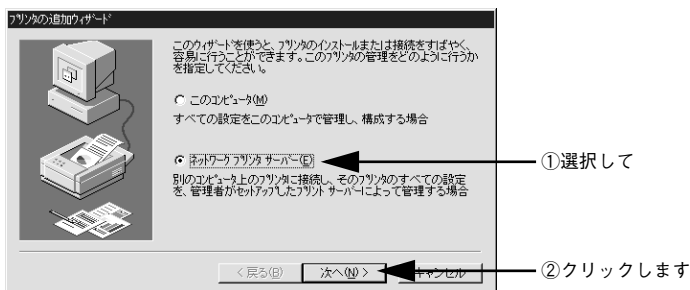 プリンタの追加ウィザード
このウィザードを使うと、プリンタのインストールまたは接続をすばやく、
容易に行うことができます。このプリンタの管理をどのように行うか
を指定してください。
このコンピュータ(M)
すべての設定をこのコンピュータで管理し、構成する場合
ネットワーク プリンタ サーバー(E)
①選択して
別のコンピュータ上のプリンタに接続し、そのプリンタのすべての設定
を、管理者がセットアップしたプリント サーバーによって管理する場合
< 戻る(B)
次へ(N) >
キャンセル
②クリックします